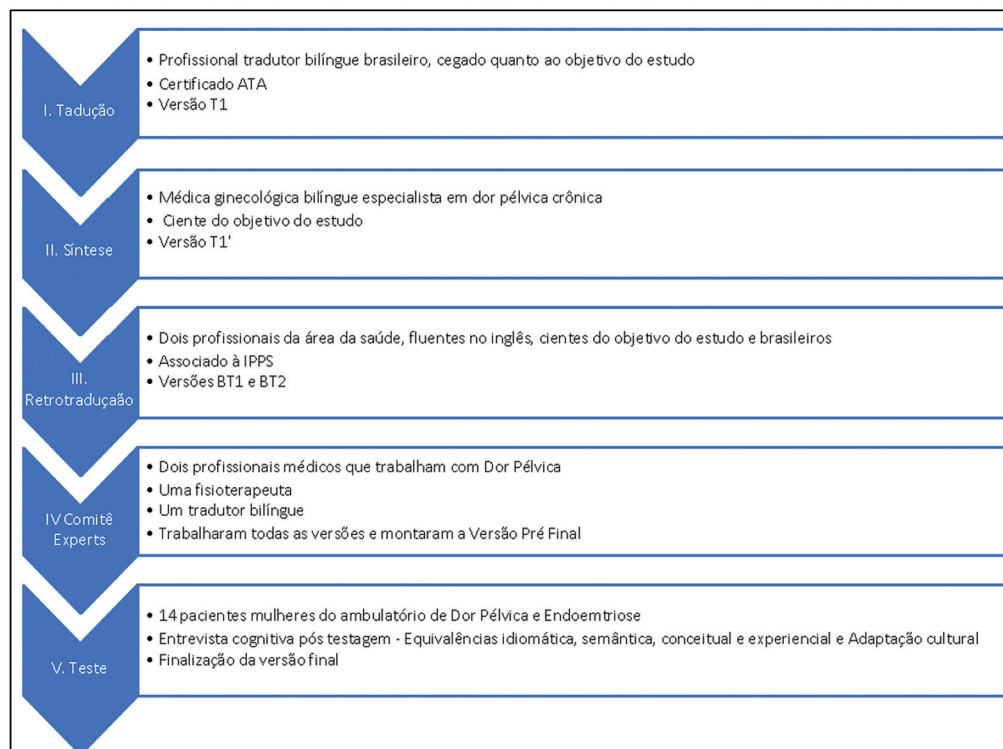 I. Tadução
• Profissional tradutor bilíngue brasileiro, cegado quanto ao objetivo do estudo
• Certificado ATA
• Versão T1
II. Síntese
• Médica ginecológica bilíngue especialista em dor pélvica crônica
• Ciente do objetivo do estudo
• Versão T1'
III.
Retrotraduçaão
• Dois profissionais da área da saúde, fluentes no inglês, cientes do objetivo do estudo e brasileiros
• Associado à IPPS
• Versões BT1 e BT2
IV Comitê
Experts
• Dois profissionais médicos que trabalham com Dor Pélvica
• Uma fisioterapeuta
• Um tradutor bilíngue
• Trabalharam todas as versões e montaram a Versão Pré Final
V. Teste
• 14 pacientes mulheres do ambulatório de Dor Pélvica e Endoemtriose
• Entrevista cognitiva pós testagem - Equivalências idiomática, semântica, conceitual e experiencial e Adaptação cultural
• Finalização da versão final